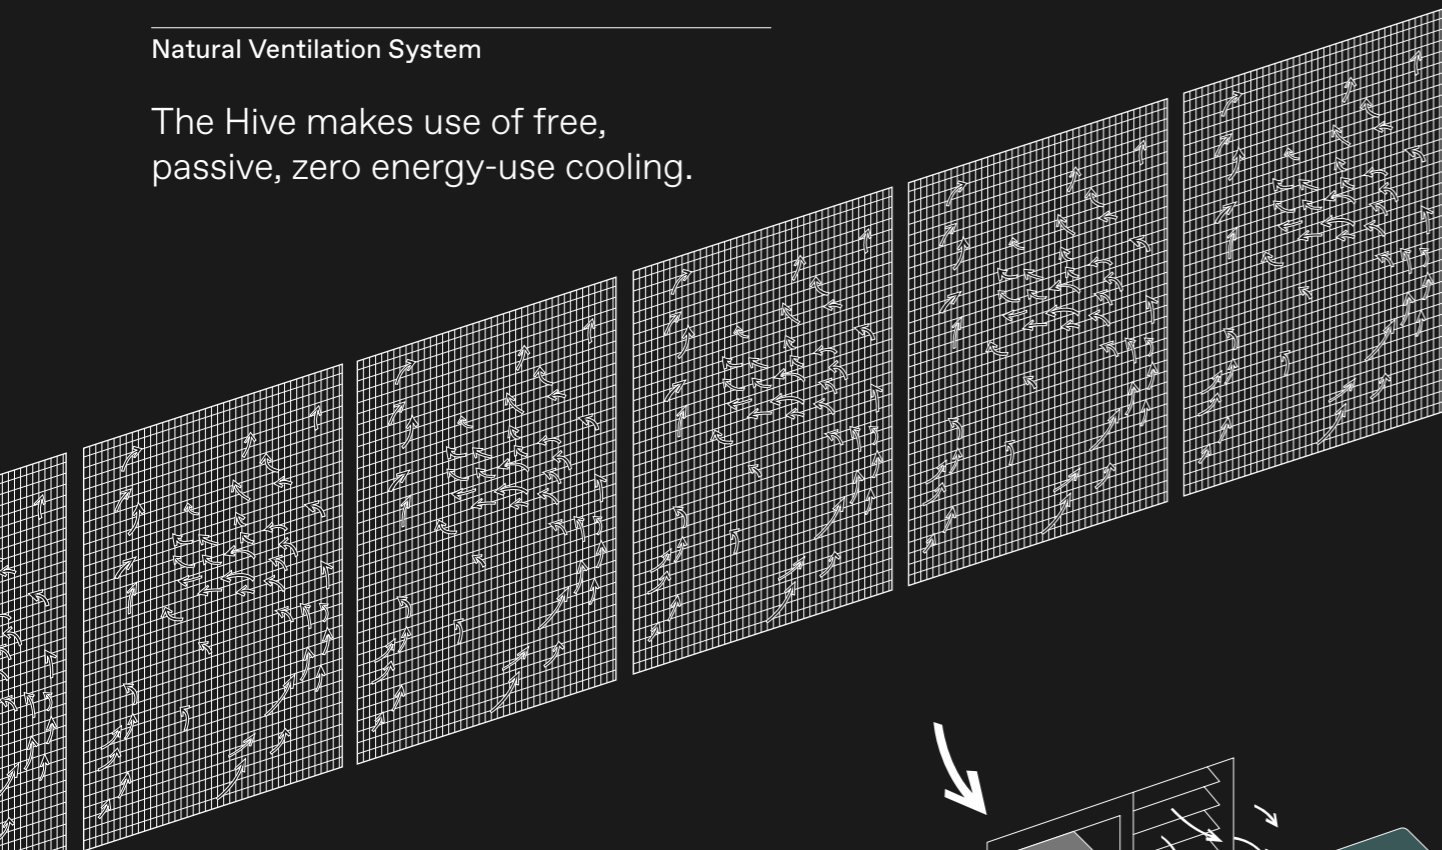 Natural Ventilation System
The Hive makes use of free,
passive, zero energy-use cooling.